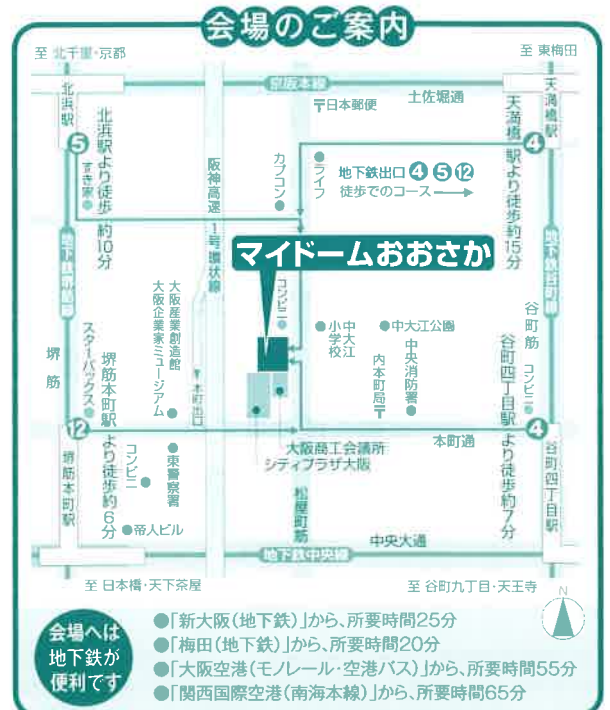 会場のご案内
至 北千里・京都
至 東梅田
北浜駅
京阪本線
土佐堀通
天満橋駅
〒日本郵便
5
4
北浜駅より徒歩約10分
すき家
阪神高速1号環状線
カプコン
ライフ
地下鉄出口 4 5 12
徒歩でのコース
天満橋駅より徒歩約15分
マイドームおおさか
地下鉄堺筋線
地下鉄谷町線
堺筋
スターバックス
堺筋本町駅より徒歩約6分
大阪産業創造館
大阪企業家ミュージアム
本町出口
コンビニ
中大江
小学校
中大江公園
中央消防署
内本町局〒
谷町筋
コンビニ
谷町四丁目駅より徒歩約7分
12
4
本町通
大阪商工会議所
シティプラザ大阪
堺筋本町駅
コンビニ
東警察署
帝人ビル
松屋町筋
谷町四丁目駅
中央大通
地下鉄中央線
至 日本橋・天下茶屋
至 谷町九丁目・天王寺
N
会場へは
地下鉄が
便利です
●「新大阪(地下鉄)」から、所要時間25分
●「梅田(地下鉄)」から、所要時間20分
●「大阪空港(モノレール・空港バス)」から、所要時間55分
●「関西国際空港(南海本線)」から、所要時間65分